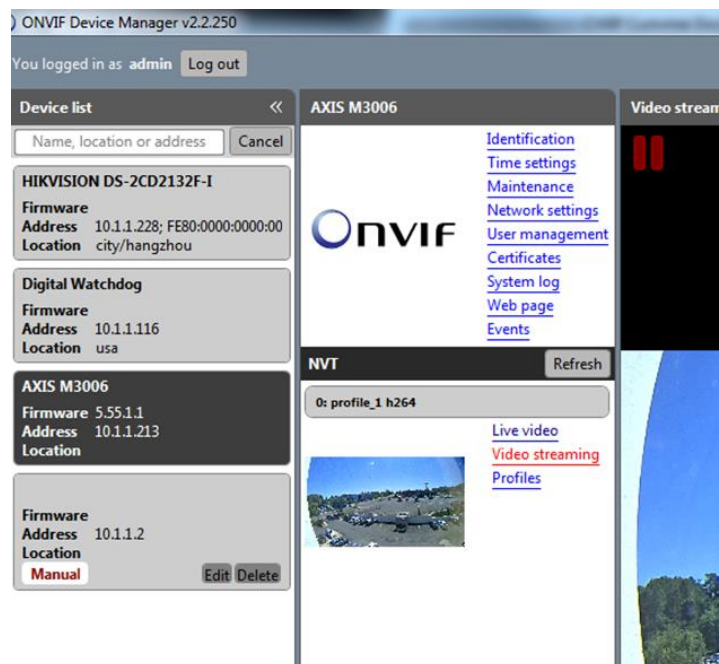 ONVIF Device Manager v2.2.250
You logged in as admin Log out
Device list «
Name, location or address Cancel
HIKVISION DS-2CD2132F-I
Firmware
Address 10.1.1.228; FE80:0000:0000:00
Location city/hangzhou
Digital Watchdog
Firmware
Address 10.1.1.116
Location usa
AXIS M3006
Firmware 5.55.1.1
Address 10.1.1.213
Location
Firmware
Address 10.1.1.2
Location
Manual Edit Delete
AXIS M3006
ONVIF
Identification
Time settings
Maintenance
Network settings
User management
Certificates
System log
Web page
Events
NVT Refresh
0: profile_1 h264
Live video
Video streaming
Profiles
Video stream